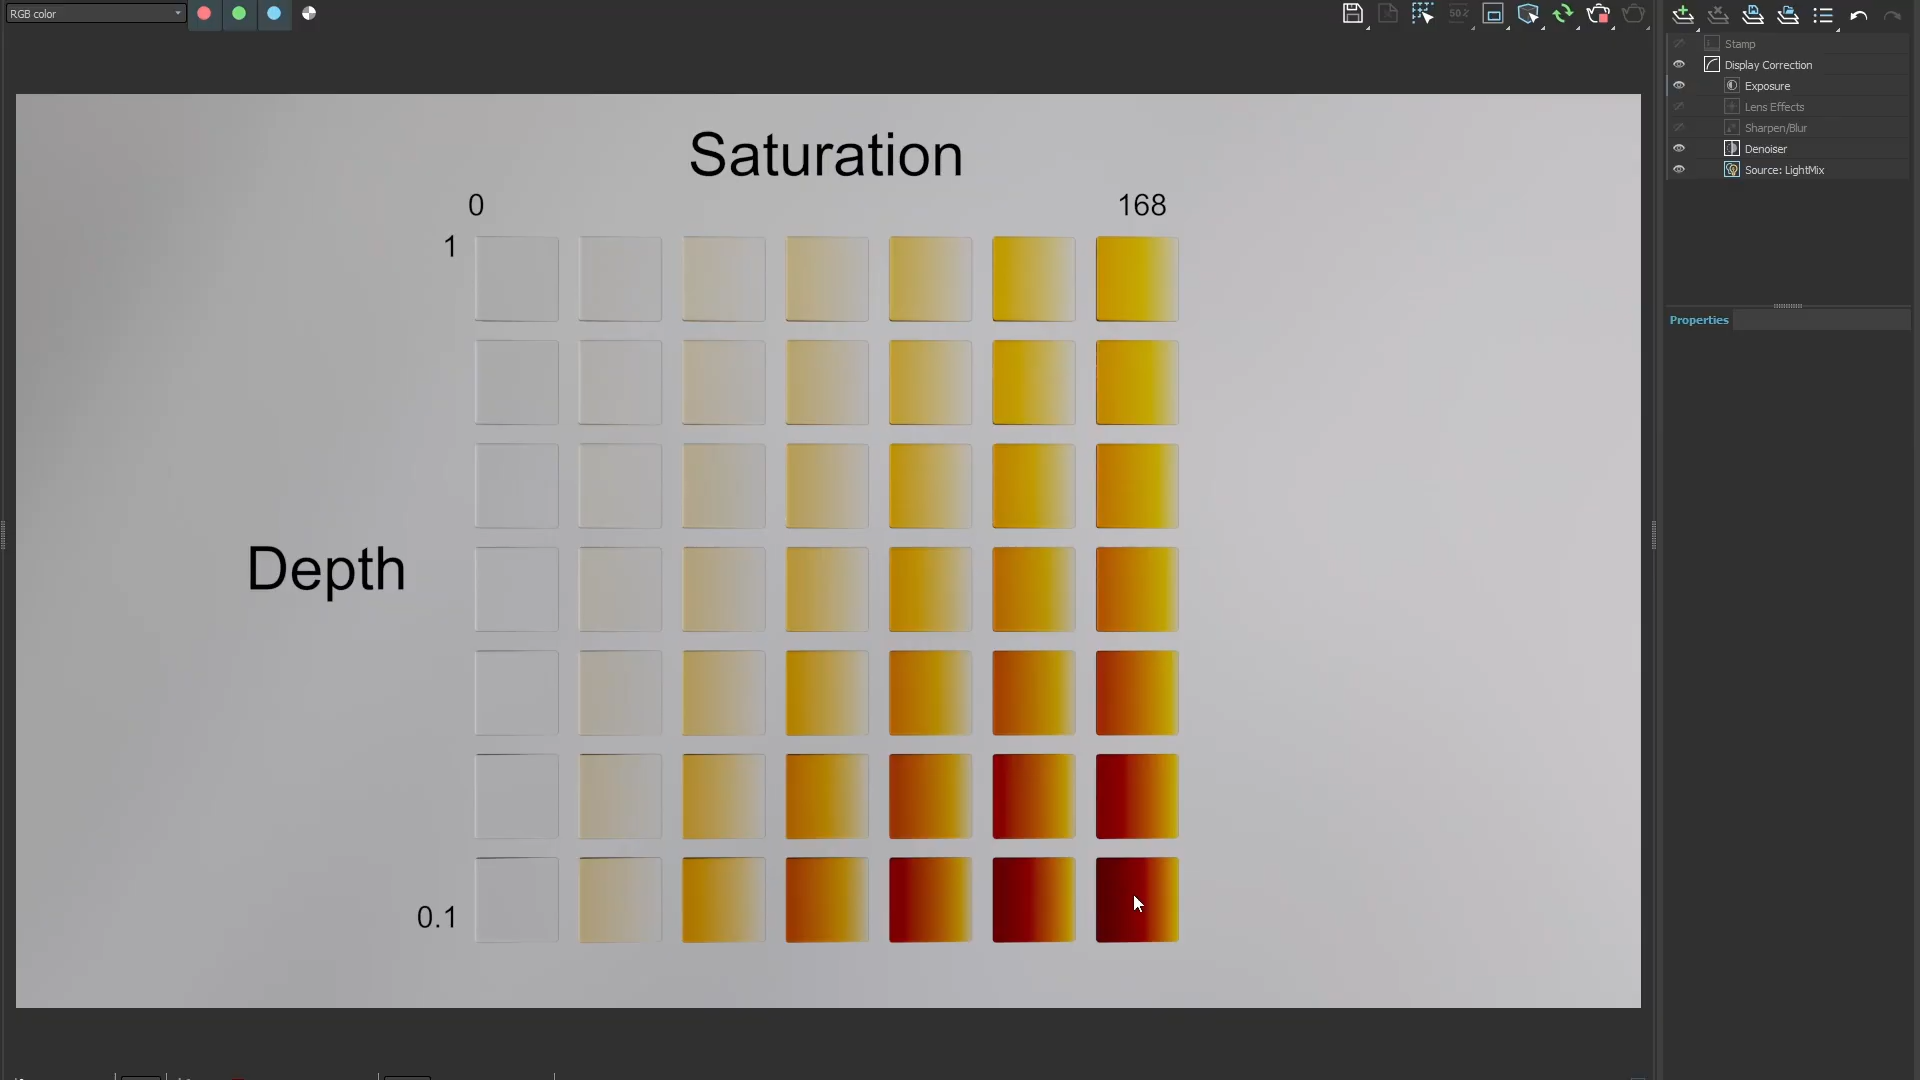 RGB color
Stamp
Display Correction
Exposure
Lens Effects
Sharpen/Blur
Denoiser
Source: LightMix
Properties
Saturation
0
168
1
Depth
0.1